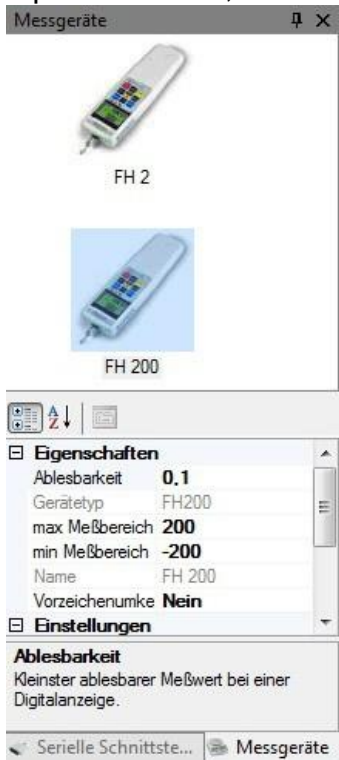 Messgeräte
FH 2
FH 200
Eigenschaften
Ablesbarkeit 0,1
Gerätetyp FH200
max Meßbereich 200
min Meßbereich -200
Name FH 200
Vorzeichenumke Nein
Einstellungen
Ablesbarkeit
Kleinster ablesbarer Meßwert bei einer
Digitalanzeige.
Serielle Schnittste... Messgeräte